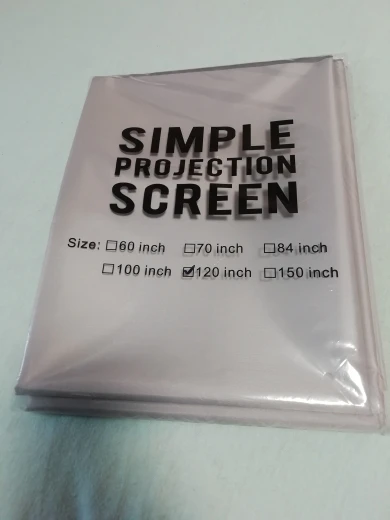 SIMPLE
PROJECTION
SCREEN
Size: ☐60 inch ☐70 inch ☐84 inch
☐100 inch ☑120 inch ☐150 inch